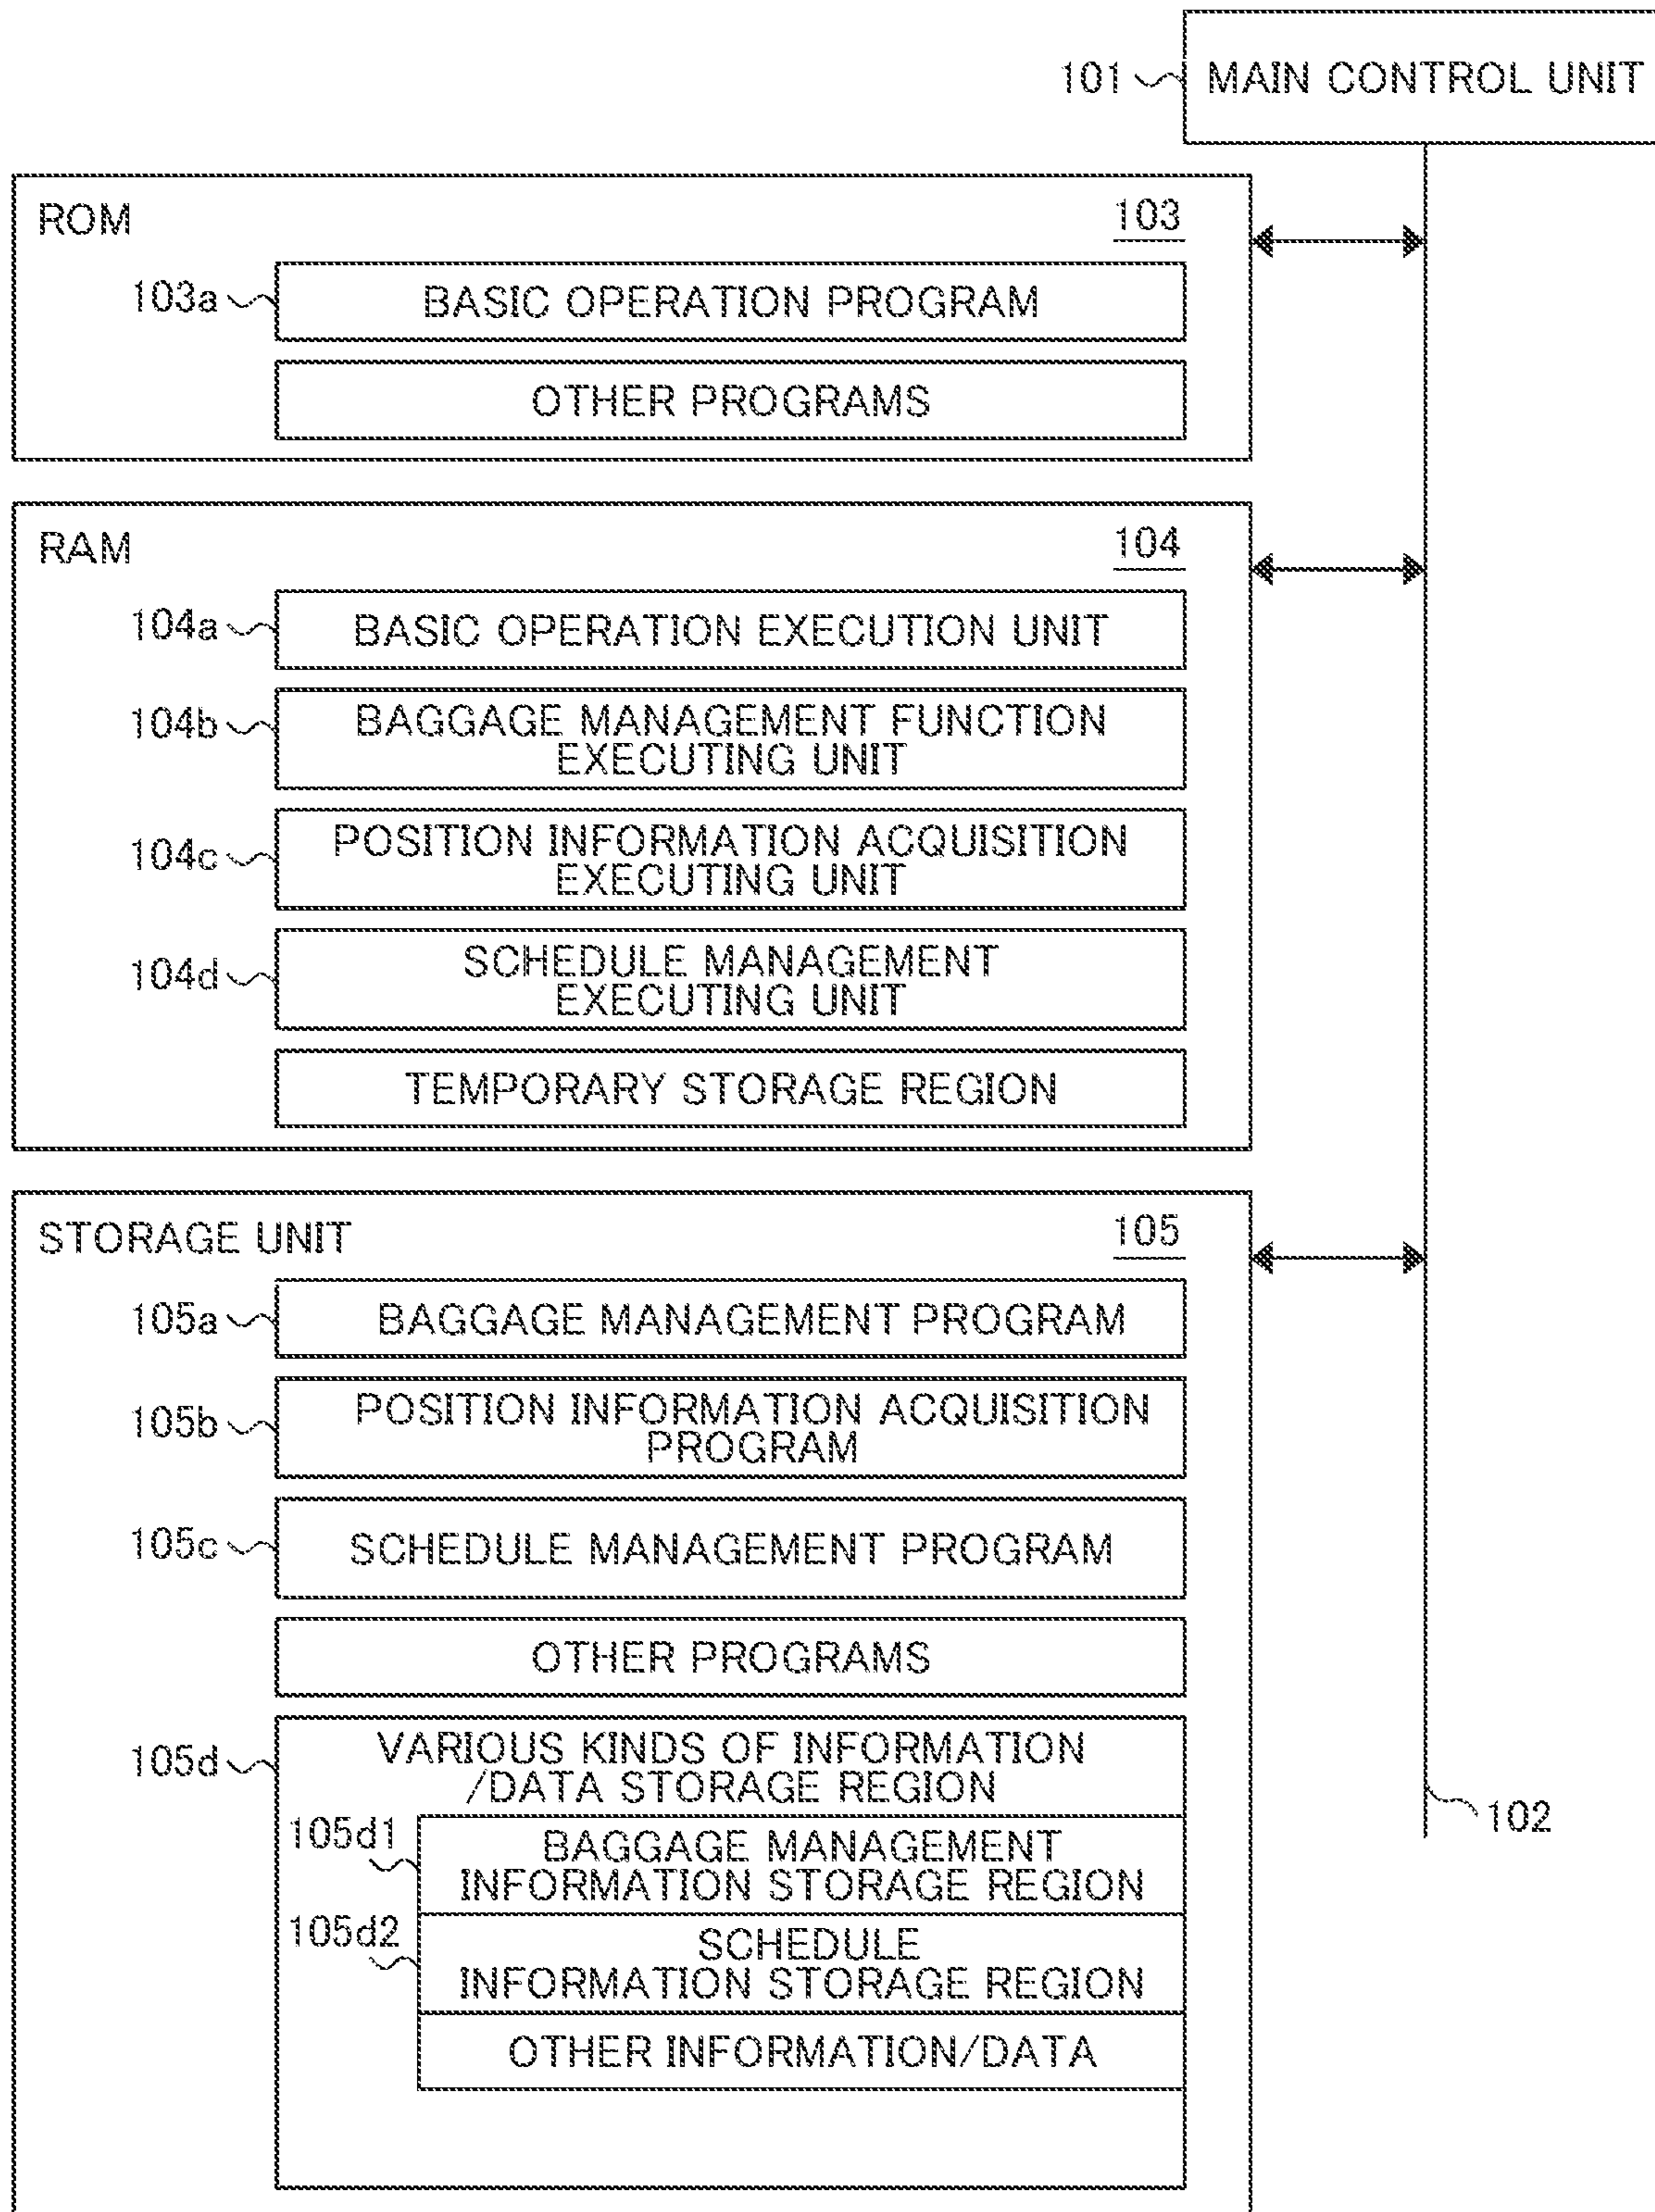 101 MAIN CONTROL UNIT
ROM 103
103a BASIC OPERATION PROGRAM
OTHER PROGRAMS
RAM 104
104a BASIC OPERATION EXECUTION UNIT
104b BAGGAGE MANAGEMENT FUNCTION
EXECUTING UNIT
104c POSITION INFORMATION ACQUISITION
EXECUTING UNIT
104d SCHEDULE MANAGEMENT
EXECUTING UNIT
TEMPORARY STORAGE REGION
STORAGE UNIT 105
105a BAGGAGE MANAGEMENT PROGRAM
105b POSITION INFORMATION ACQUISITION
PROGRAM
105c SCHEDULE MANAGEMENT PROGRAM
OTHER PROGRAMS
105d VARIOUS KINDS OF INFORMATION
/DATA STORAGE REGION
105d1 BAGGAGE MANAGEMENT
INFORMATION STORAGE REGION
105d2 SCHEDULE
INFORMATION STORAGE REGION
OTHER INFORMATION/DATA
102